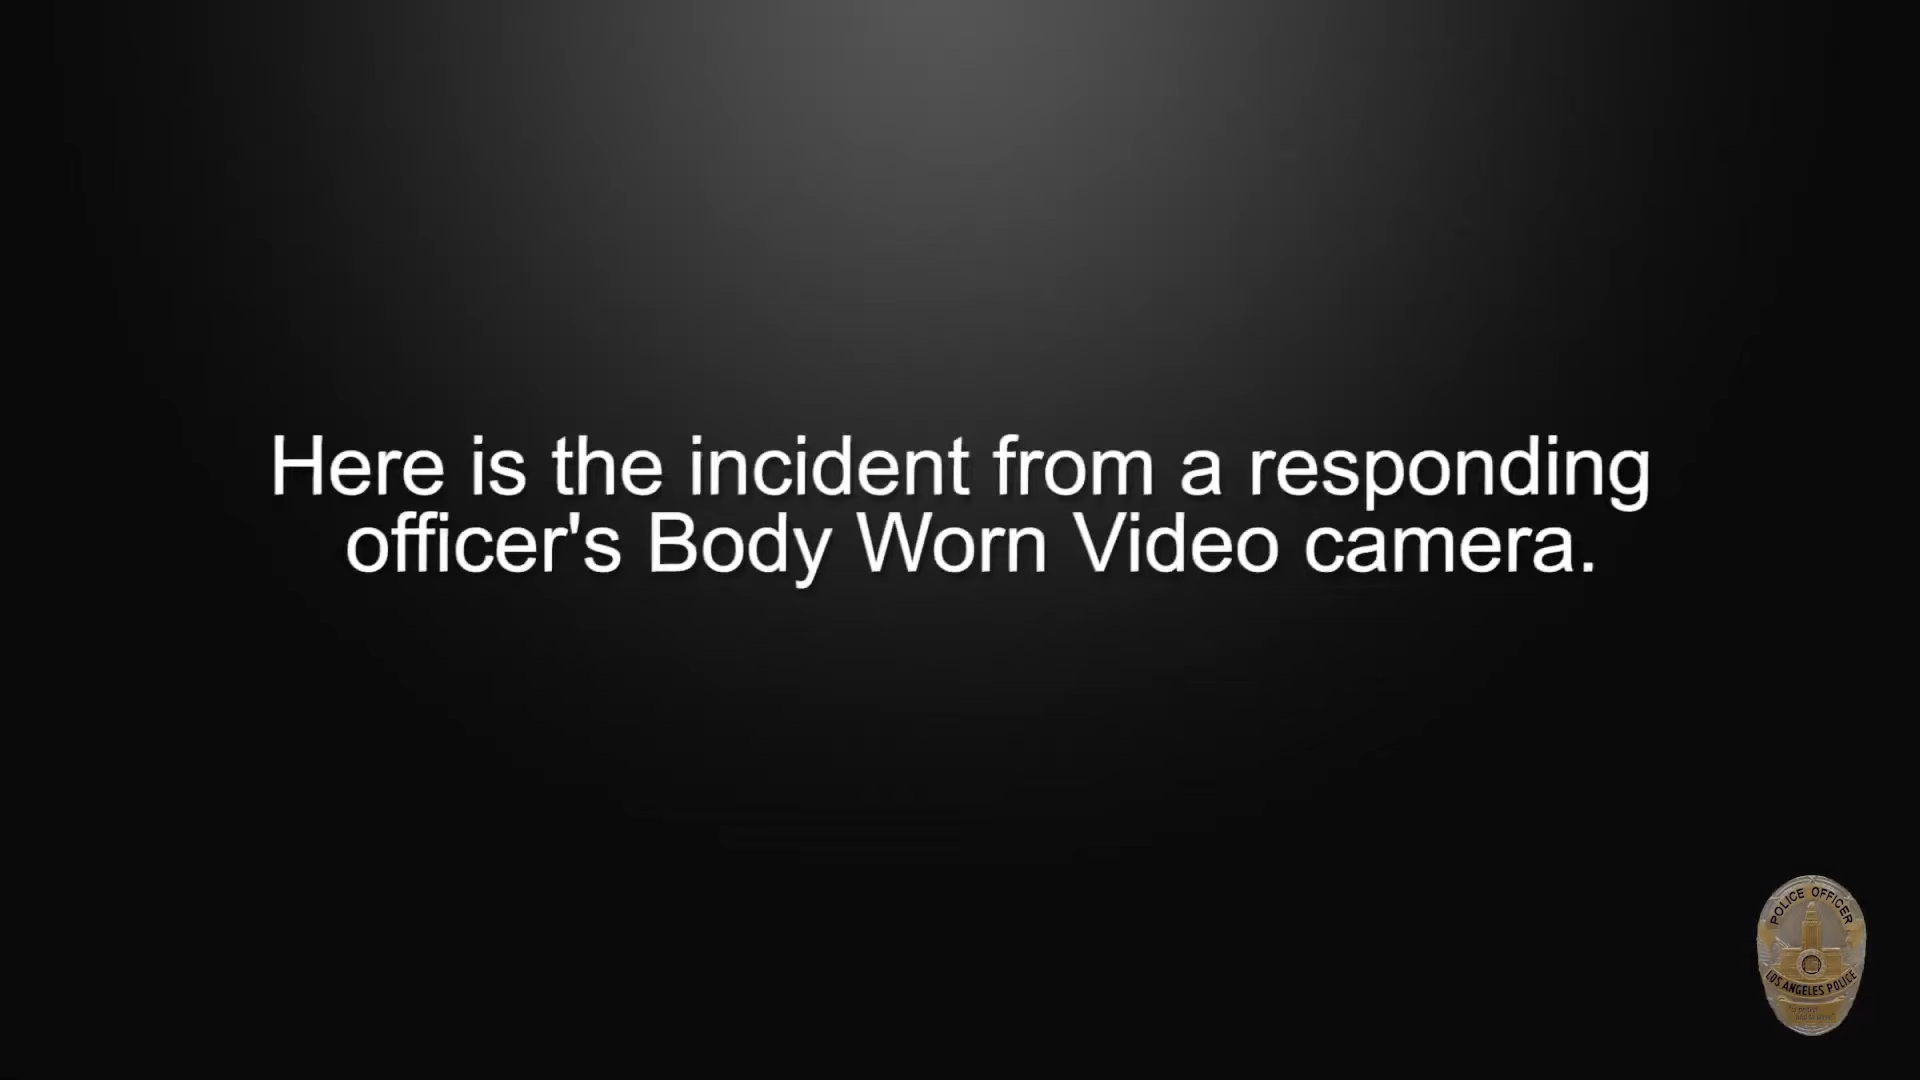 Here is the incident from a responding
officer's Body Worn Video camera.
POLICE OFFICER
LOS ANGELES POLICE